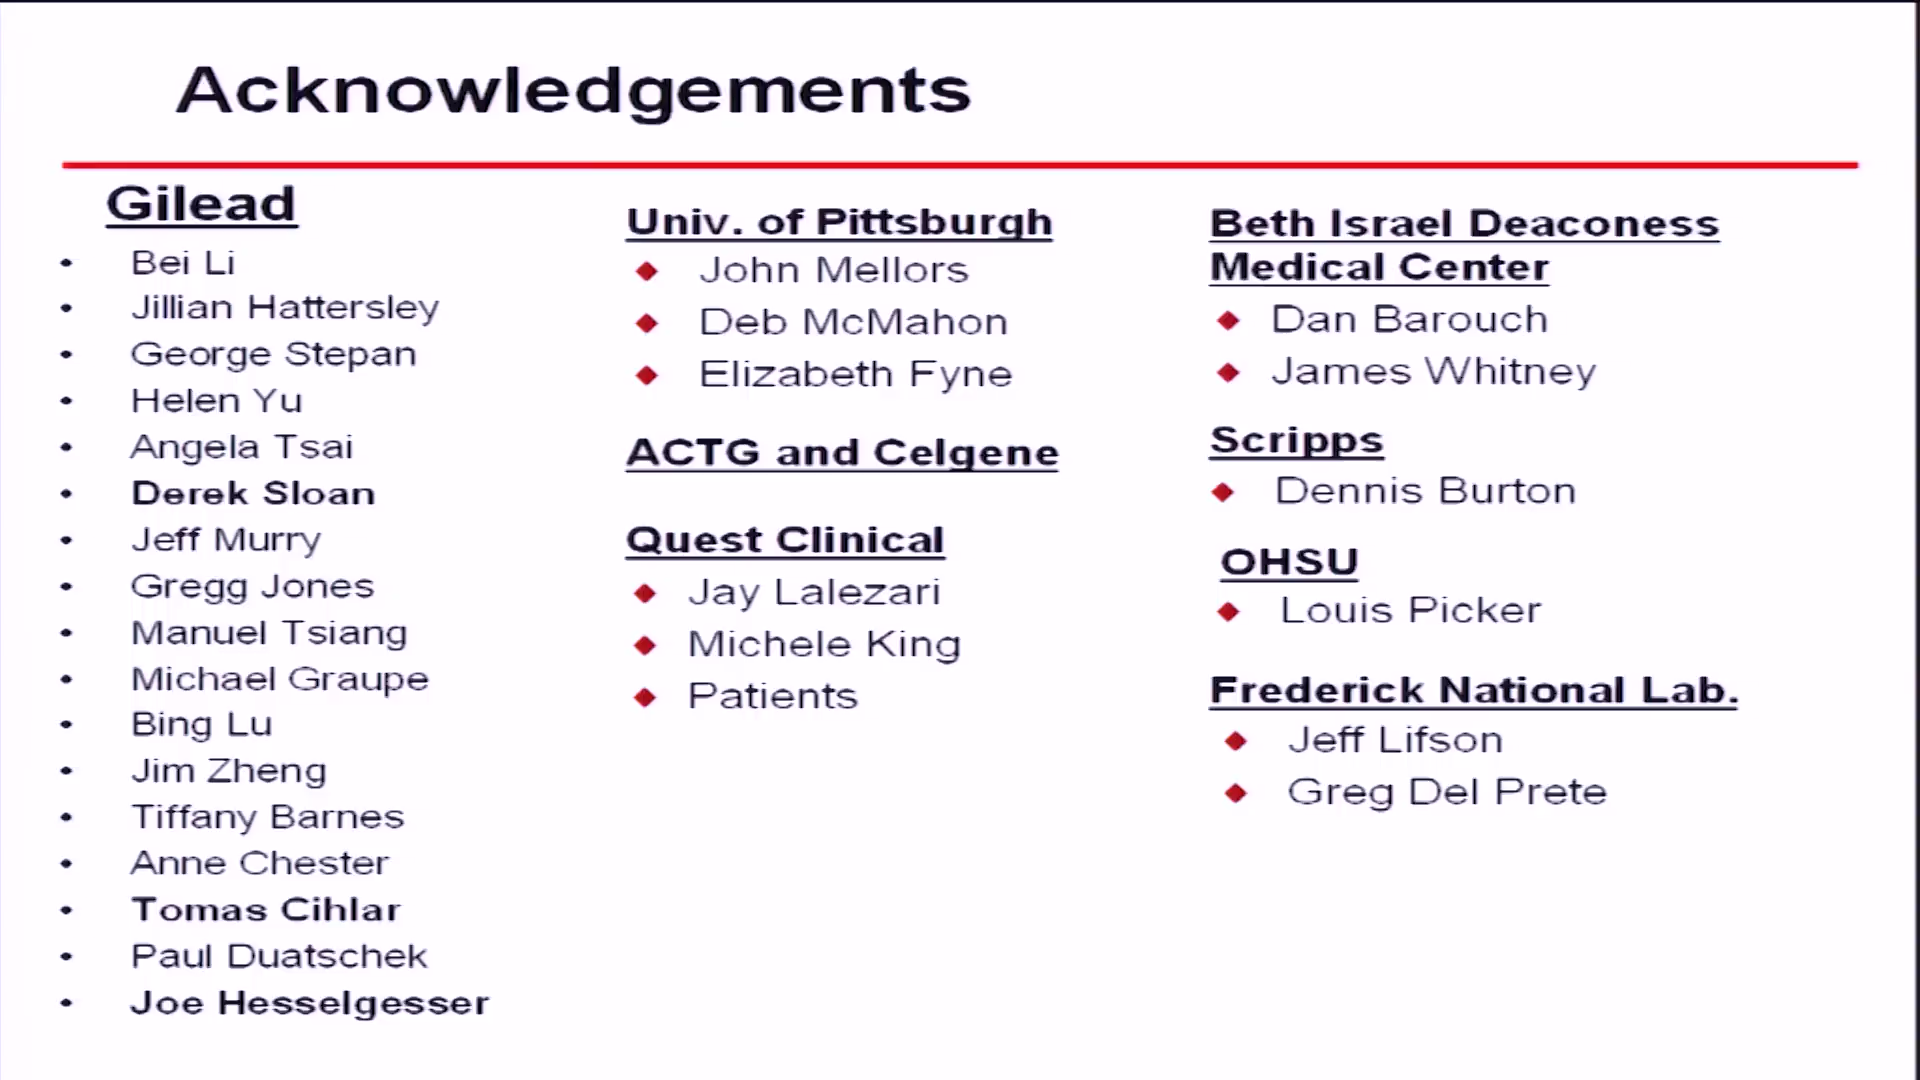 Acknowledgements
Gilead
Bei Li
Jillian Hattersley
George Stepan
Helen Yu
Angela Tsai
Derek Sloan
Jeff Murry
Gregg Jones
Manuel Tsiang
Michael Graupe
Bing Lu
Jim Zheng
Tiffany Barnes
Anne Chester
Tomas Cihlar
Paul Duatschek
Joe Hesselgesser
Univ. of Pittsburgh
John Mellors
Deb McMahon
Elizabeth Fyne
ACTG and Celgene
Quest Clinical
Jay Lalezari
Michele King
Patients
Beth Israel Deaconess
Medical Center
Dan Barouch
James Whitney
Scripps
Dennis Burton
OHSU
Louis Picker
Frederick National Lab.
Jeff Lifson
Greg Del Prete